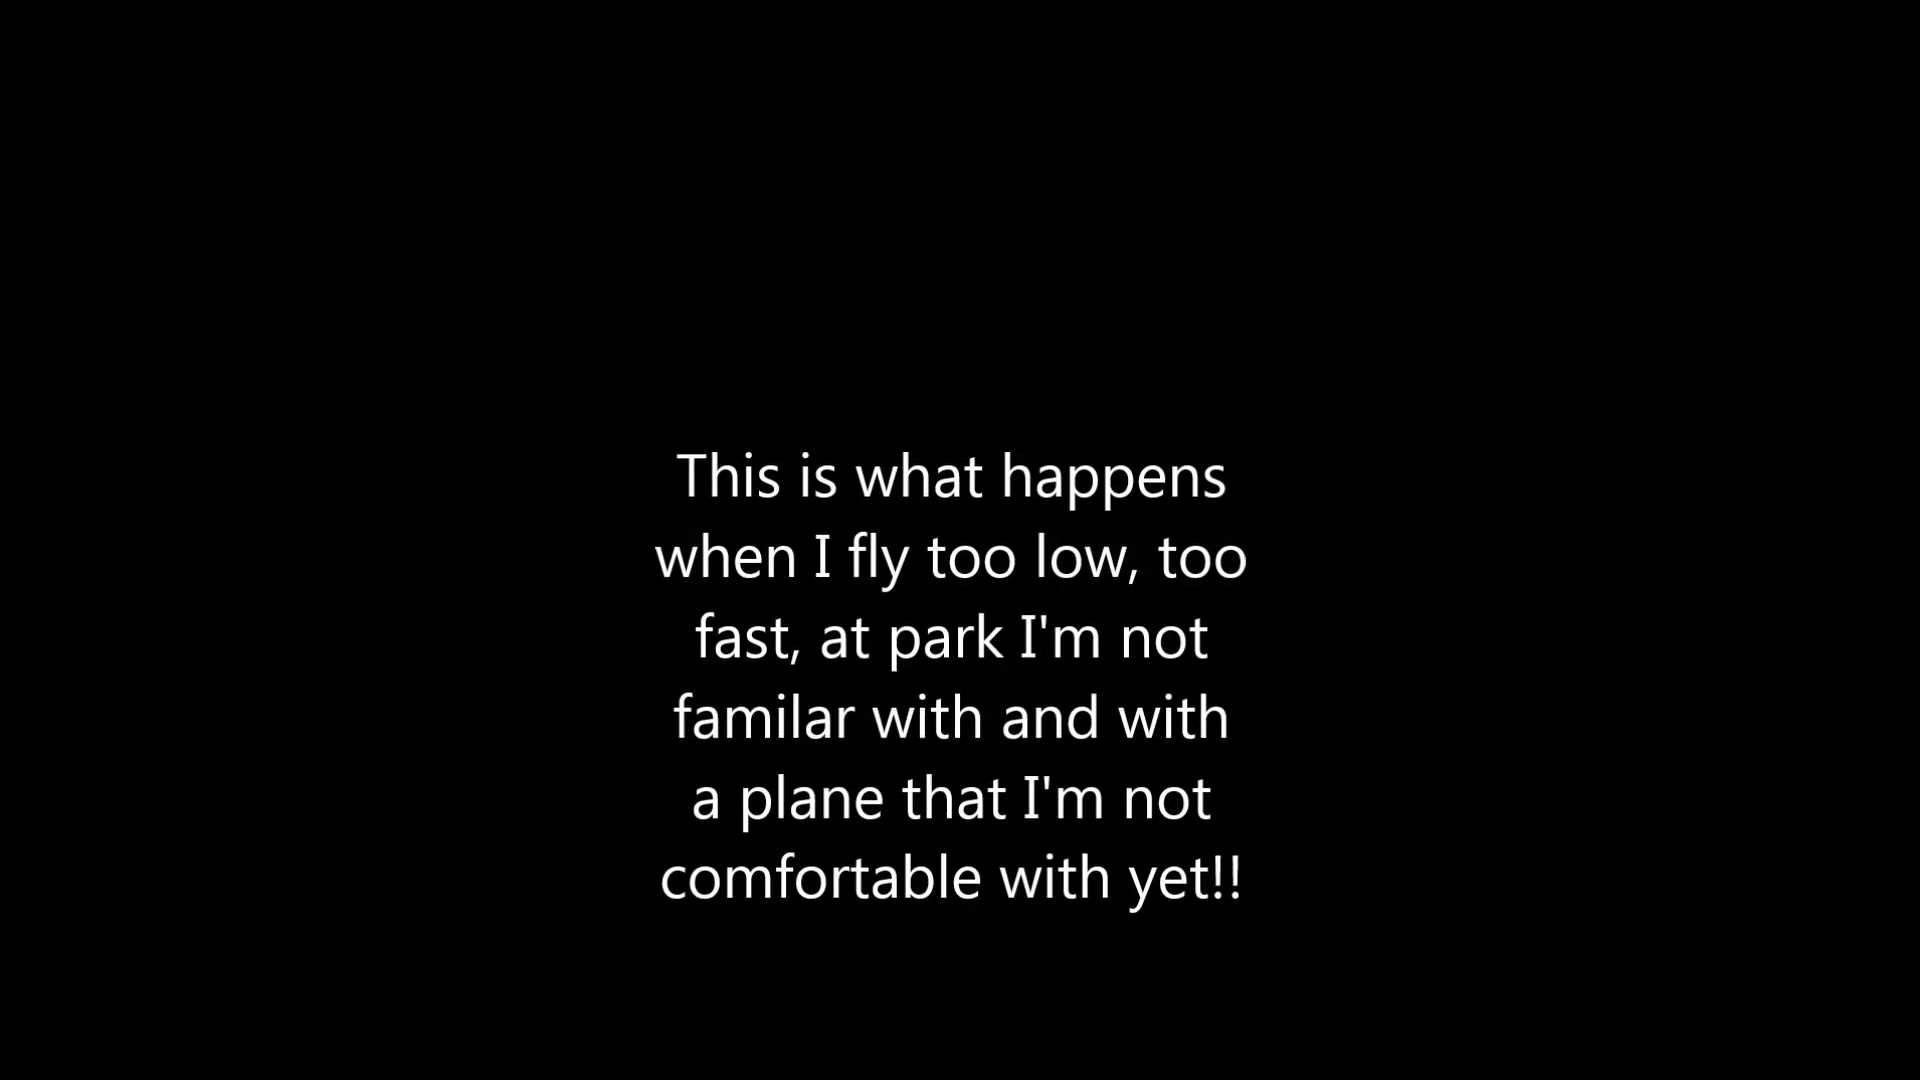 This is what happens
when I fly too low, too
fast, at park I'm not
familar with and with
a plane that I'm not
comfortable with yet!!